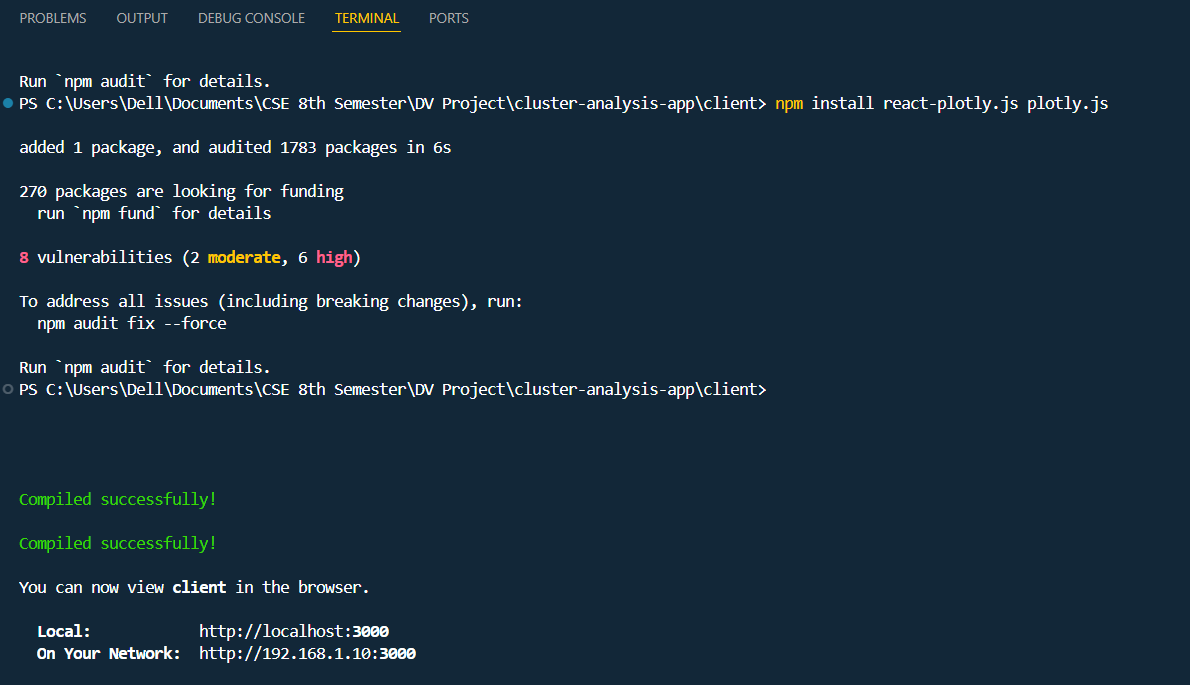 PROBLEMS OUTPUT DEBUG CONSOLE TERMINAL PORTS
Run `npm audit` for details.
PS C:\Users\Dell\Documents\CSE 8th Semester\DV Project\cluster-analysis-app\client> npm install react-plotly.js plotly.js
added 1 package, and audited 1783 packages in 6s
270 packages are looking for funding
  run `npm fund` for details
8 vulnerabilities (2 moderate, 6 high)
To address all issues (including breaking changes), run:
  npm audit fix --force
Run `npm audit` for details.
PS C:\Users\Dell\Documents\CSE 8th Semester\DV Project\cluster-analysis-app\client>
Compiled successfully!
Compiled successfully!
You can now view client in the browser.
  Local:            http://localhost:3000
  On Your Network:  http://192.168.1.10:3000